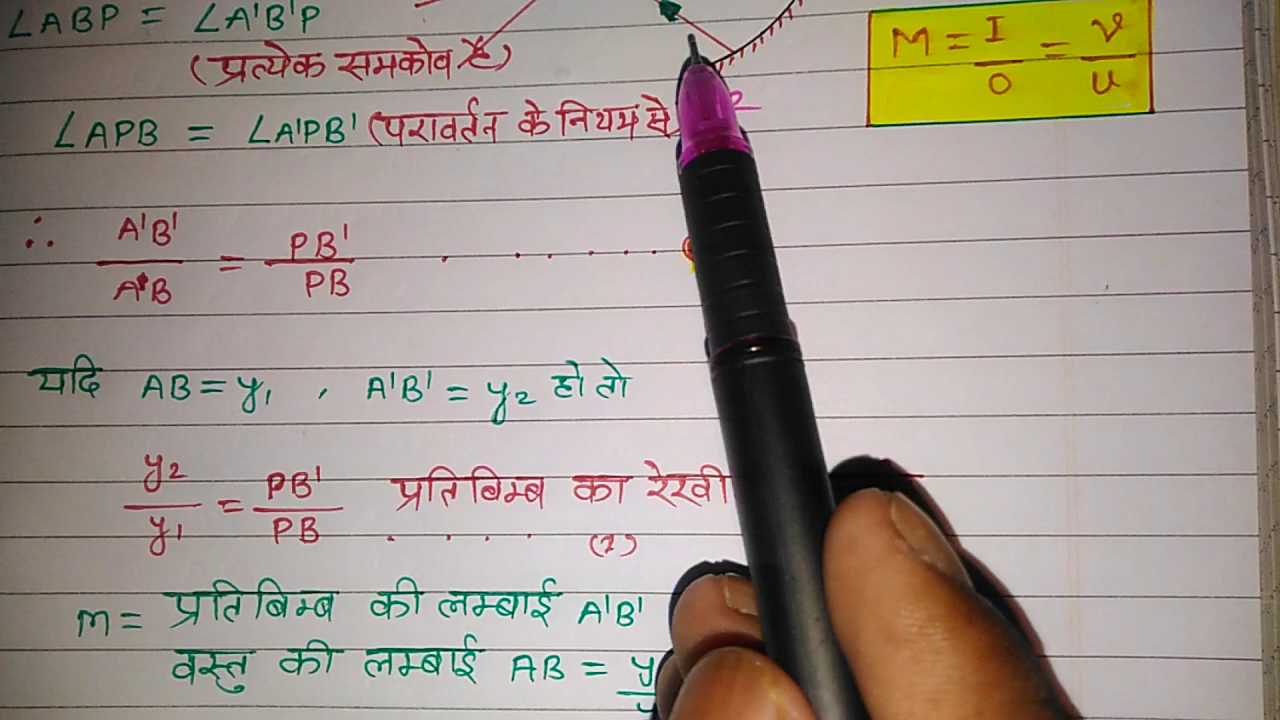 ∠ABP = ∠A'B'P
(प्रत्येक समकोव है)
M = I/O = v/u
∠APB = ∠A'PB' (परावर्तन के नियम से)
∴ A'B'/A'B = PB'/PB . . . . . . .
यदि AB = y₁ , A'B' = y₂ हो तो
y₂/y₁ = PB'/PB प्रतिबिम्ब का रेखी
. . . . (2)
m = प्रतिबिम्ब की लम्बाई A'B'
वस्तु की लम्बाई AB = y